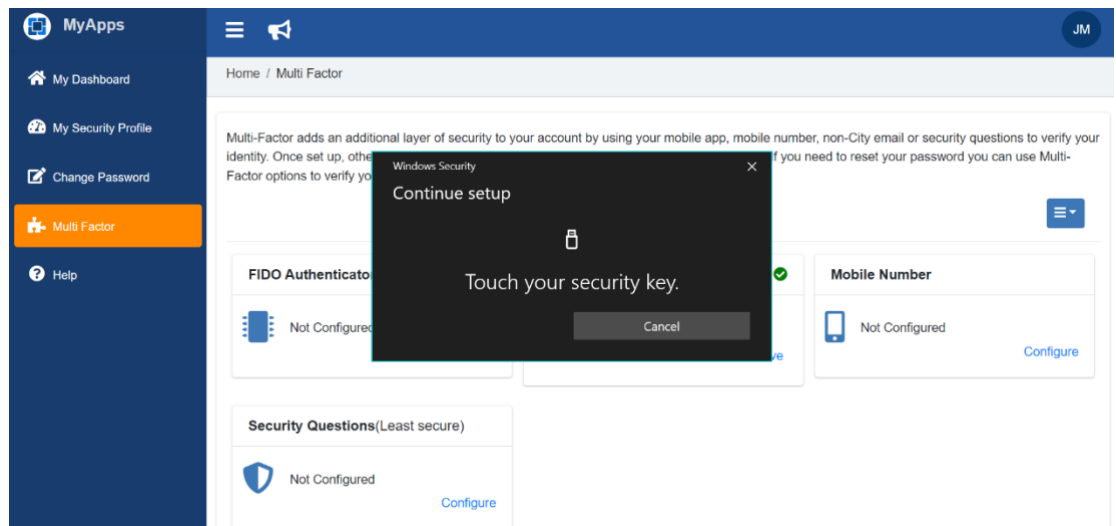 MyApps
JM
My Dashboard
My Security Profile
Change Password
Multi Factor
Help
Home / Multi Factor
Multi-Factor adds an additional layer of security to your account by using your mobile app, mobile number, non-City email or security questions to verify your
identity. Once set up, othe f you need to reset your password you can use Multi-
Factor options to verify yo
Windows Security
Continue setup
Touch your security key.
Cancel
FIDO Authenticato
Not Configured
ve
Mobile Number
Not Configured
Configure
Security Questions(Least secure)
Not Configured
Configure